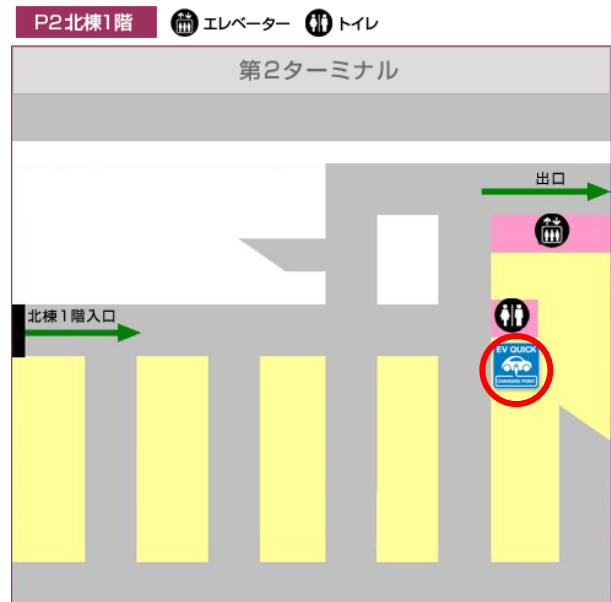 P2北棟1階 エレベーター トイレ
第2ターミナル
出口
北棟1階入口
EV QUICK
CHARGING POINT